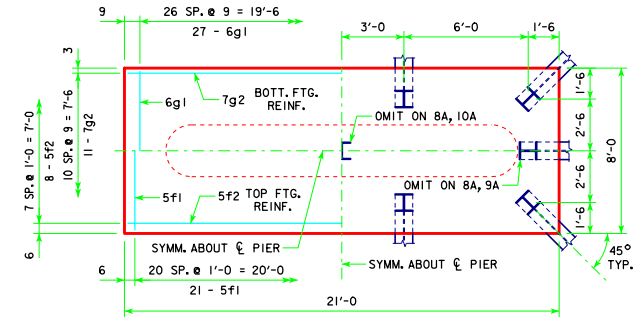 9
26 SP. @ 9 = 19'-6
27 - 6g1
3'-0
6'-0
1'-6
3
10 SP. @ 9 = 7'-6
11 - 7g2
7 SP. @ 1'-0 = 7'-0
8 - 5f2
6
6g1
7g2
BOTT. FTG.
REINF.
OMIT ON 8A, 10A
1'-6
2'-6
8'-0
OMIT ON 8A, 9A
2'-6
1'-6
5f1
5f2
TOP FTG.
REINF.
SYMM. ABOUT ℄ PIER
SYMM. ABOUT ℄ PIER
45°
TYP.
6
20 SP. @ 1'-0 = 20'-0
21 - 5f1
21'-0